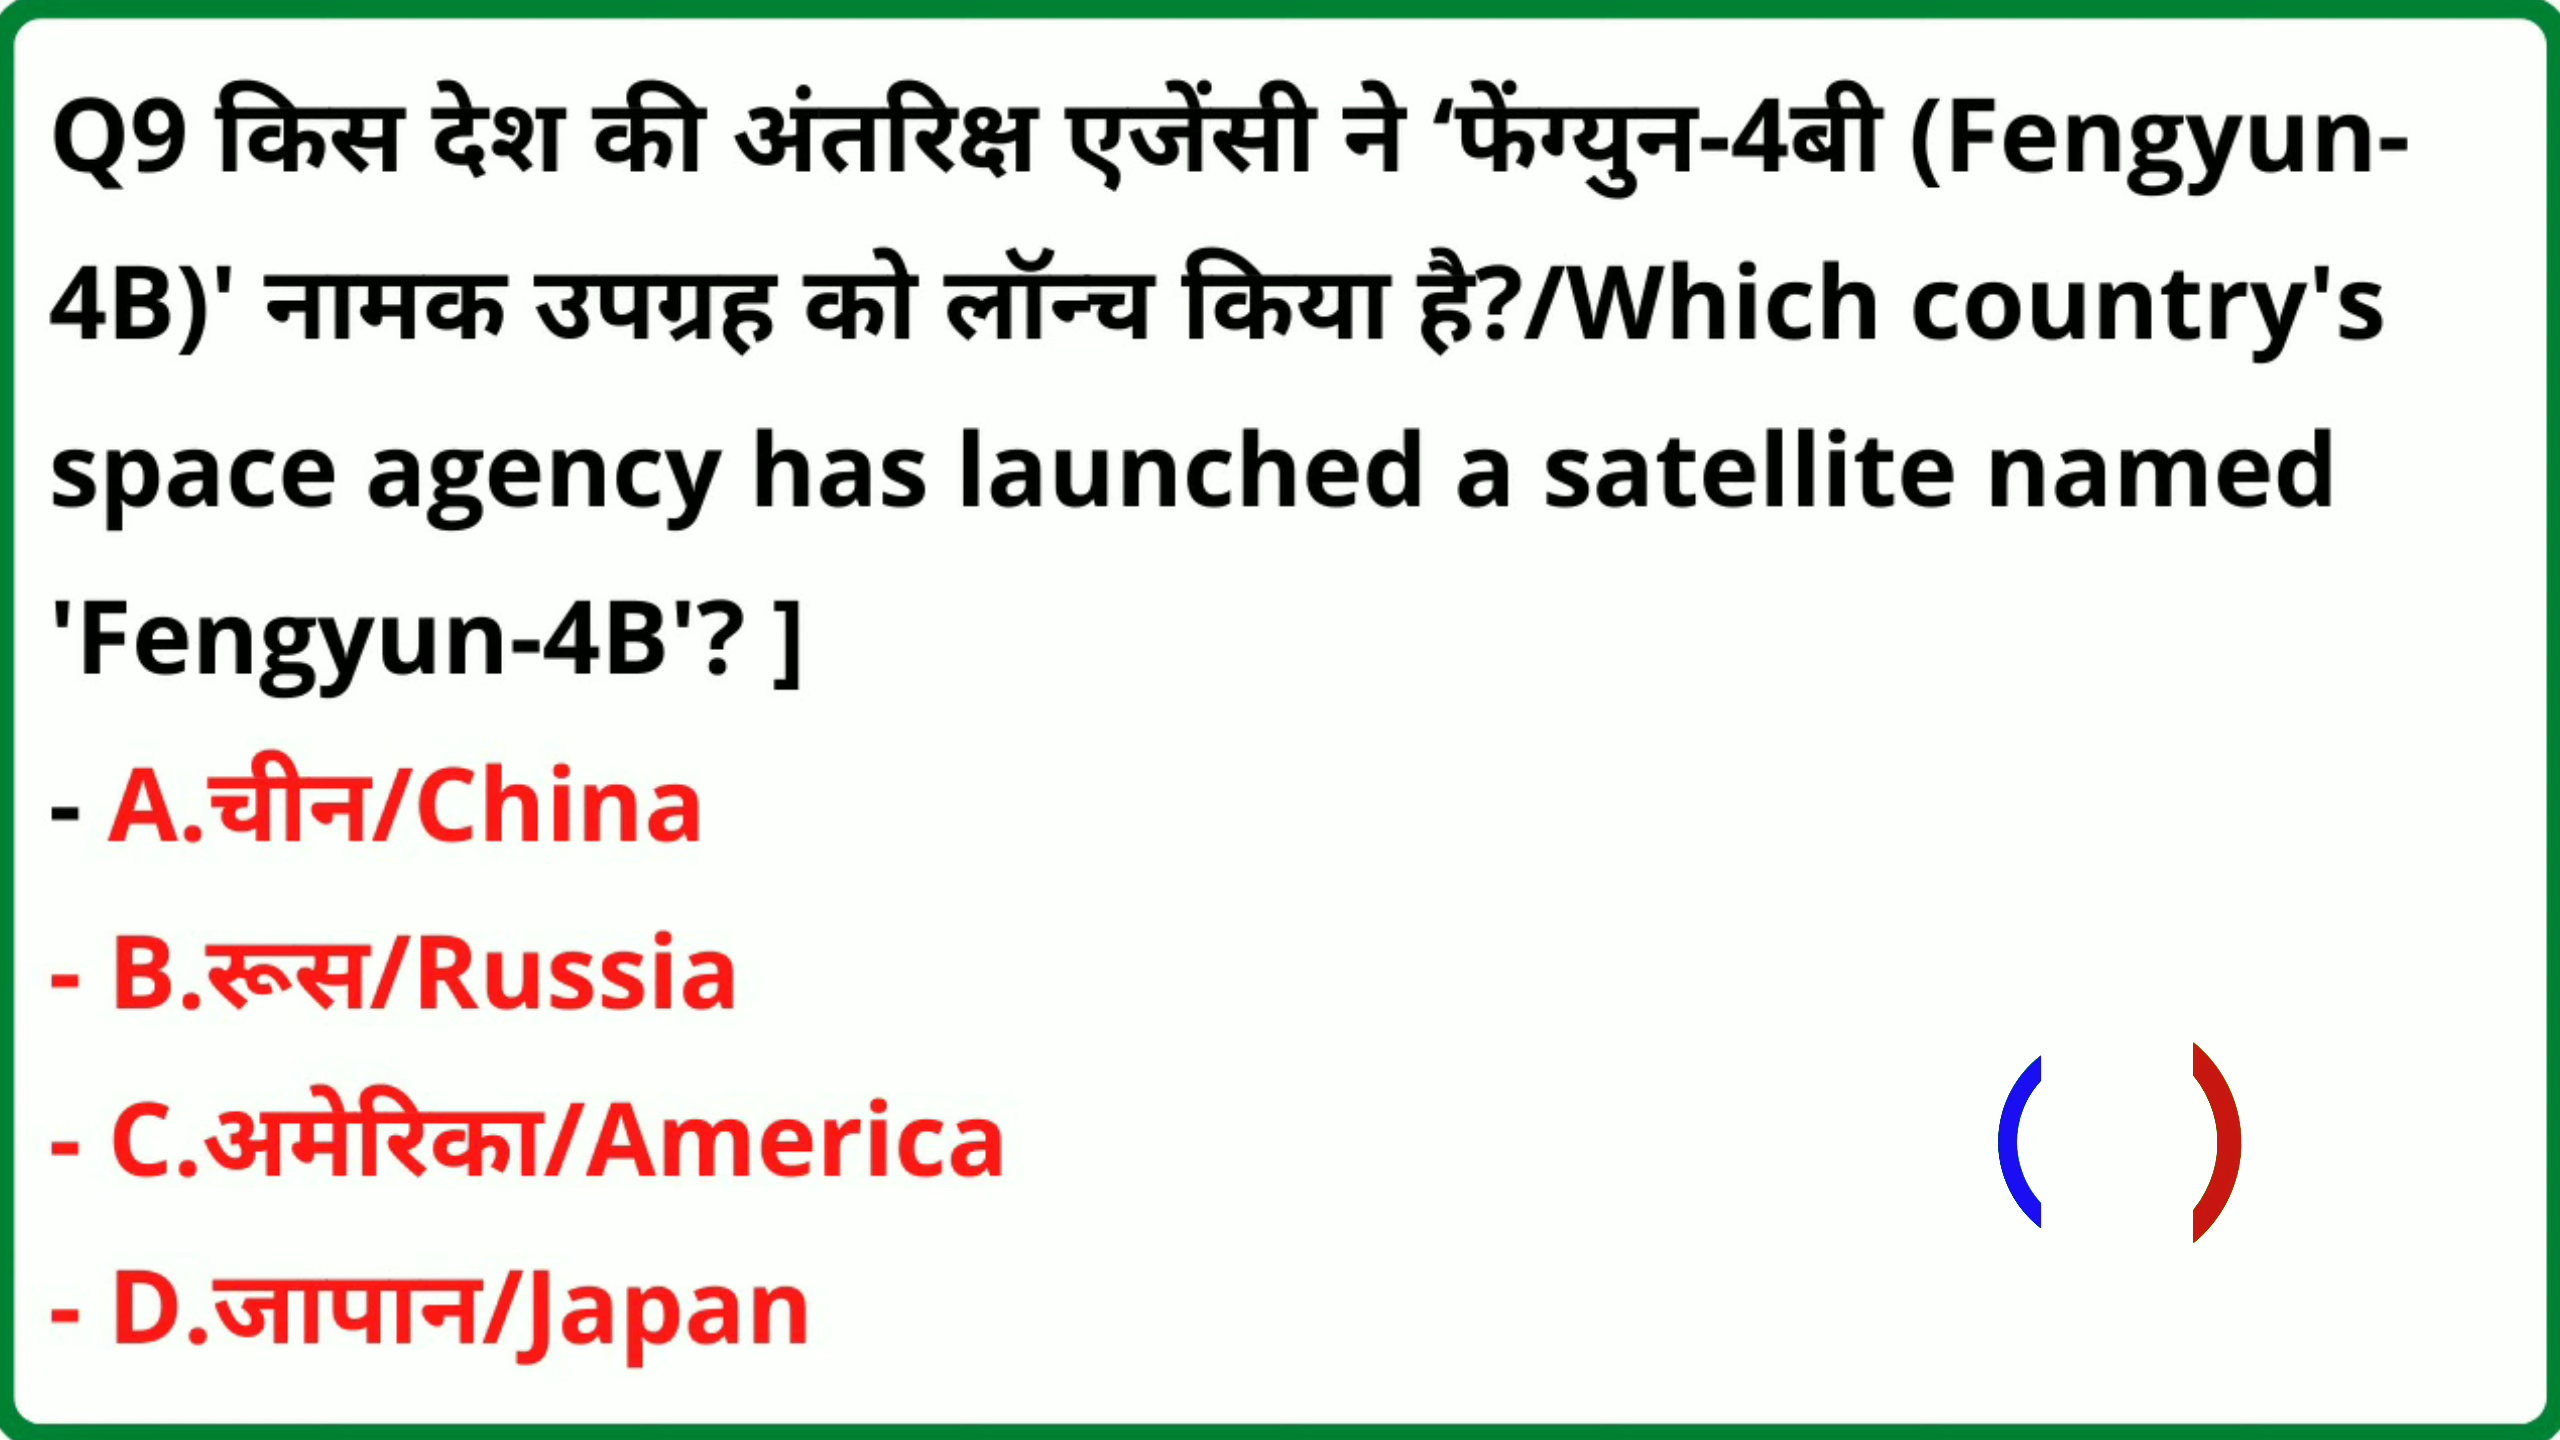 Q9 किस देश की अंतरिक्ष एजेंसी ने ‘फेंग्युन-4बी (Fengyun-
4B)' नामक उपग्रह को लॉन्च किया है?/Which country's
space agency has launched a satellite named
'Fengyun-4B'? ]
- A.चीन/China
- B.रूस/Russia
- C.अमेरिका/America
- D.जापान/Japan